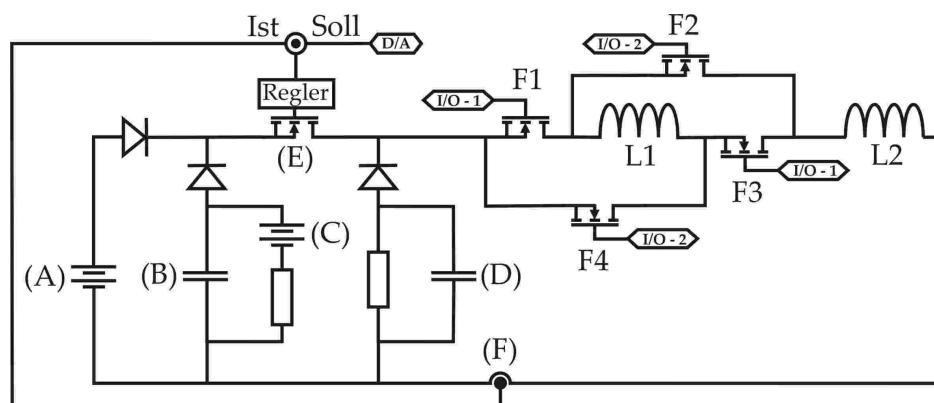 Ist Soll D/A
F2
I/O - 2
Regler
F1
I/O - 1
(E)
L1
L2
I/O - 1
F3
(C)
I/O - 2
F4
(A)
(B)
(D)
(F)